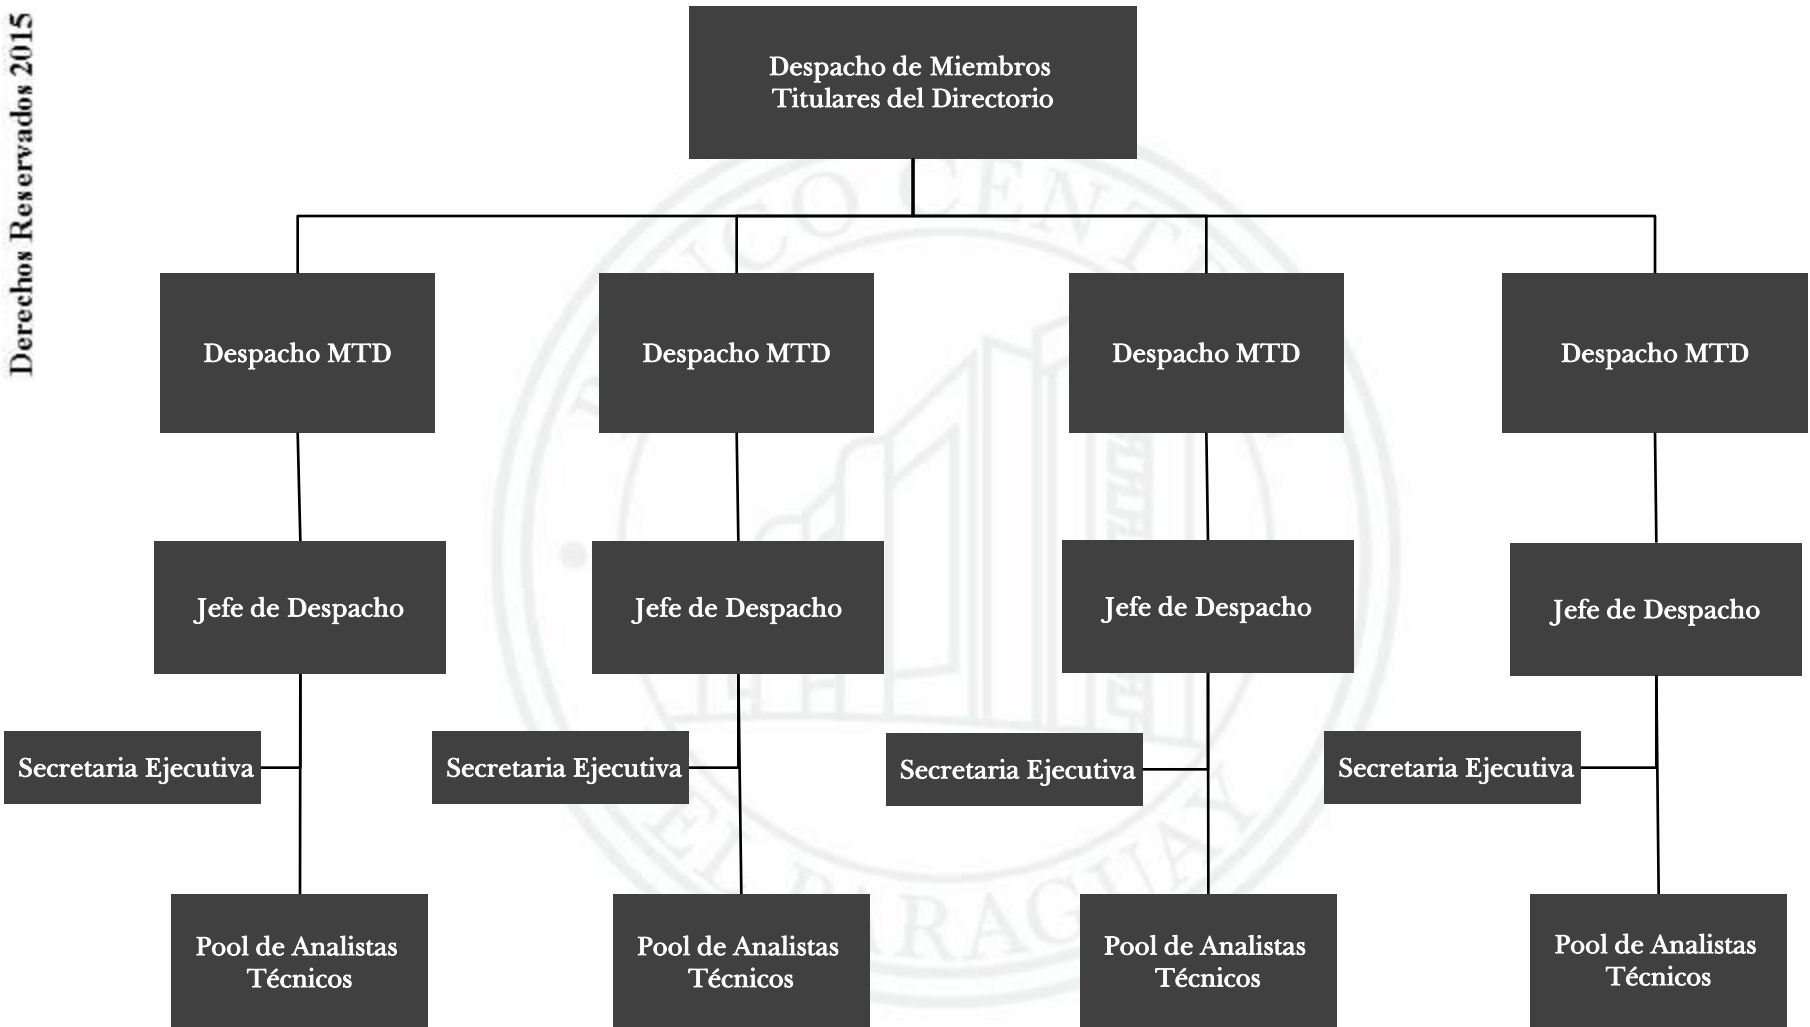 Derechos Reservados 2015
Despacho de Miembros
Titulares del Directorio
Despacho MTD
Despacho MTD
Despacho MTD
Despacho MTD
Jefe de Despacho
Jefe de Despacho
Jefe de Despacho
Jefe de Despacho
Secretaria Ejecutiva
Secretaria Ejecutiva
Secretaria Ejecutiva
Secretaria Ejecutiva
Pool de Analistas
Técnicos
Pool de Analistas
Técnicos
Pool de Analistas
Técnicos
Pool de Analistas
Técnicos